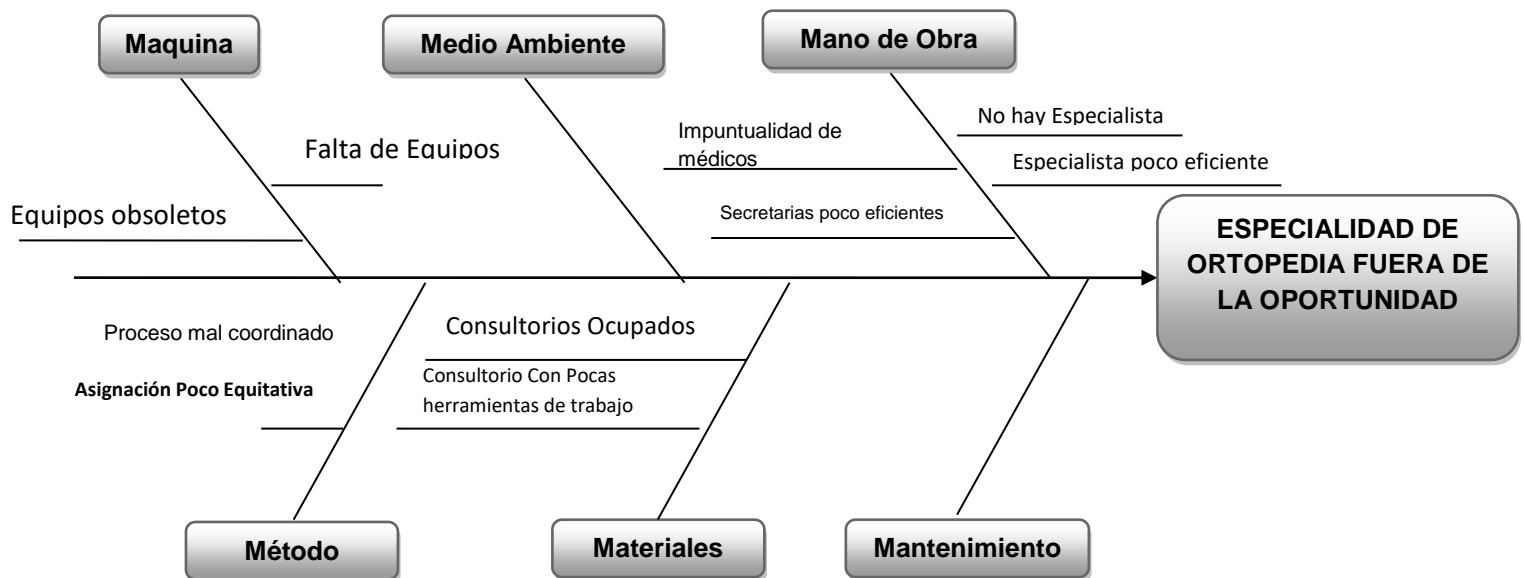 Maquina
Medio Ambiente
Mano de Obra
No hay Especialista
Impuntualidad de
médicos
Falta de Equipos
Especialista poco eficiente
Equipos obsoletos
Secretarias poco eficientes
ESPECIALIDAD DE
ORTOPEDIA FUERA DE
LA OPORTUNIDAD
Proceso mal coordinado
Consultorios Ocupados
Asignación Poco Equitativa
Consultorio Con Pocas
herramientas de trabajo
Método
Materiales
Mantenimiento